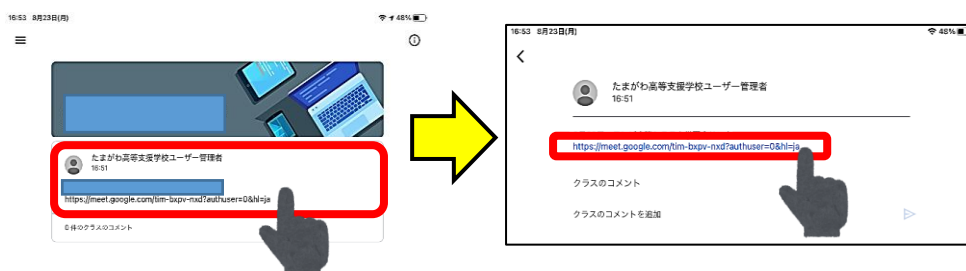 16:53 8月23日(月)
48%
たまがわ高等支援学校ユーザー管理者
16:51
https://meet.google.com/tim-bxpv-nxd?authuser=0&hl=ja
0 件のクラスのコメント
16:53 8月23日(月)
48%
たまがわ高等支援学校ユーザー管理者
16:51
https://meet.google.com/tim-bxpv-nxd?authuser=0&hl=ja
クラスのコメント
クラスのコメントを追加